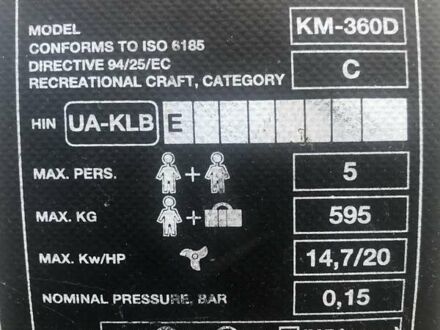 MODEL KM-360D
CONFORMS TO ISO 6185
DIRECTIVE 94/25/EC
RECREATIONAL CRAFT, CATEGORY C
HIN UA-KLB E
MAX. PERS. + 5
MAX. KG + 595
MAX. Kw/HP 14,7/20
NOMINAL PRESSURE, BAR 0,15